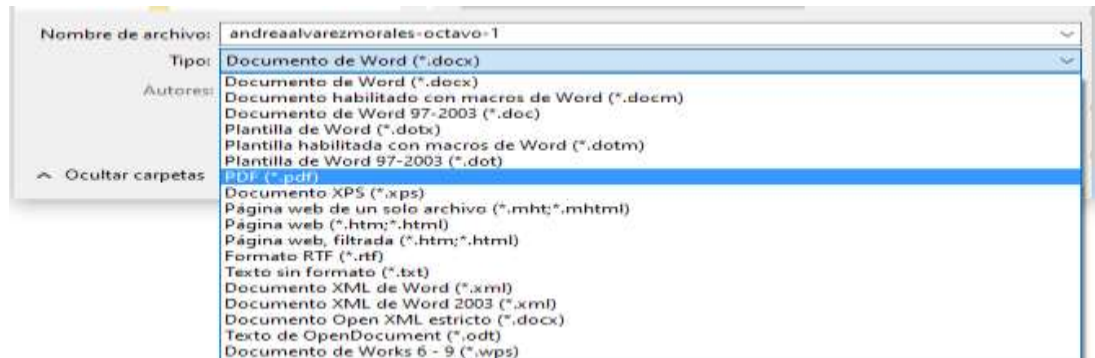 Nombre de archivo: andreaalvarezmorales-octavo-1
Tipo: Documento de Word (*.docx)
Autores:
Documento de Word (*.docx)
Documento habilitado con macros de Word (*.docm)
Documento de Word 97-2003 (*.doc)
Plantilla de Word (*.dotx)
Plantilla habilitada con macros de Word (*.dotm)
Plantilla de Word 97-2003 (*.dot)
Ocultar carpetas
PDF (*.pdf)
Documento XPS (*.xps)
Página web de un solo archivo (*.mht;*.mhtml)
Página web (*.htm;*.html)
Página web, filtrada (*.htm;*.html)
Formato RTF (*.rtf)
Texto sin formato (*.txt)
Documento XML de Word (*.xml)
Documento XML de Word 2003 (*.xml)
Documento Open XML estricto (*.docx)
Texto de OpenDocument (*.odt)
Documento de Works 6 - 9 (*.wps)